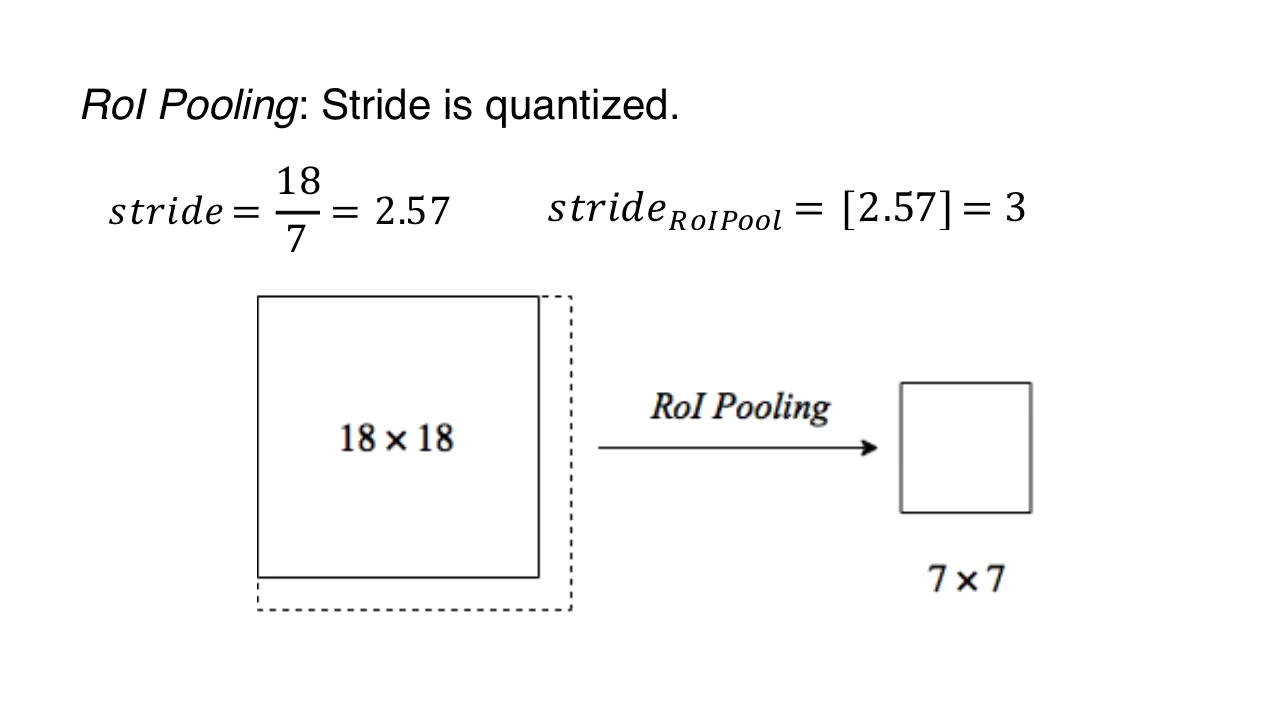 RoI Pooling: Stride is quantized.
stride = 18/7 = 2.57
stride_RoIPool = [2.57] = 3
18 × 18
RoI Pooling
7 × 7